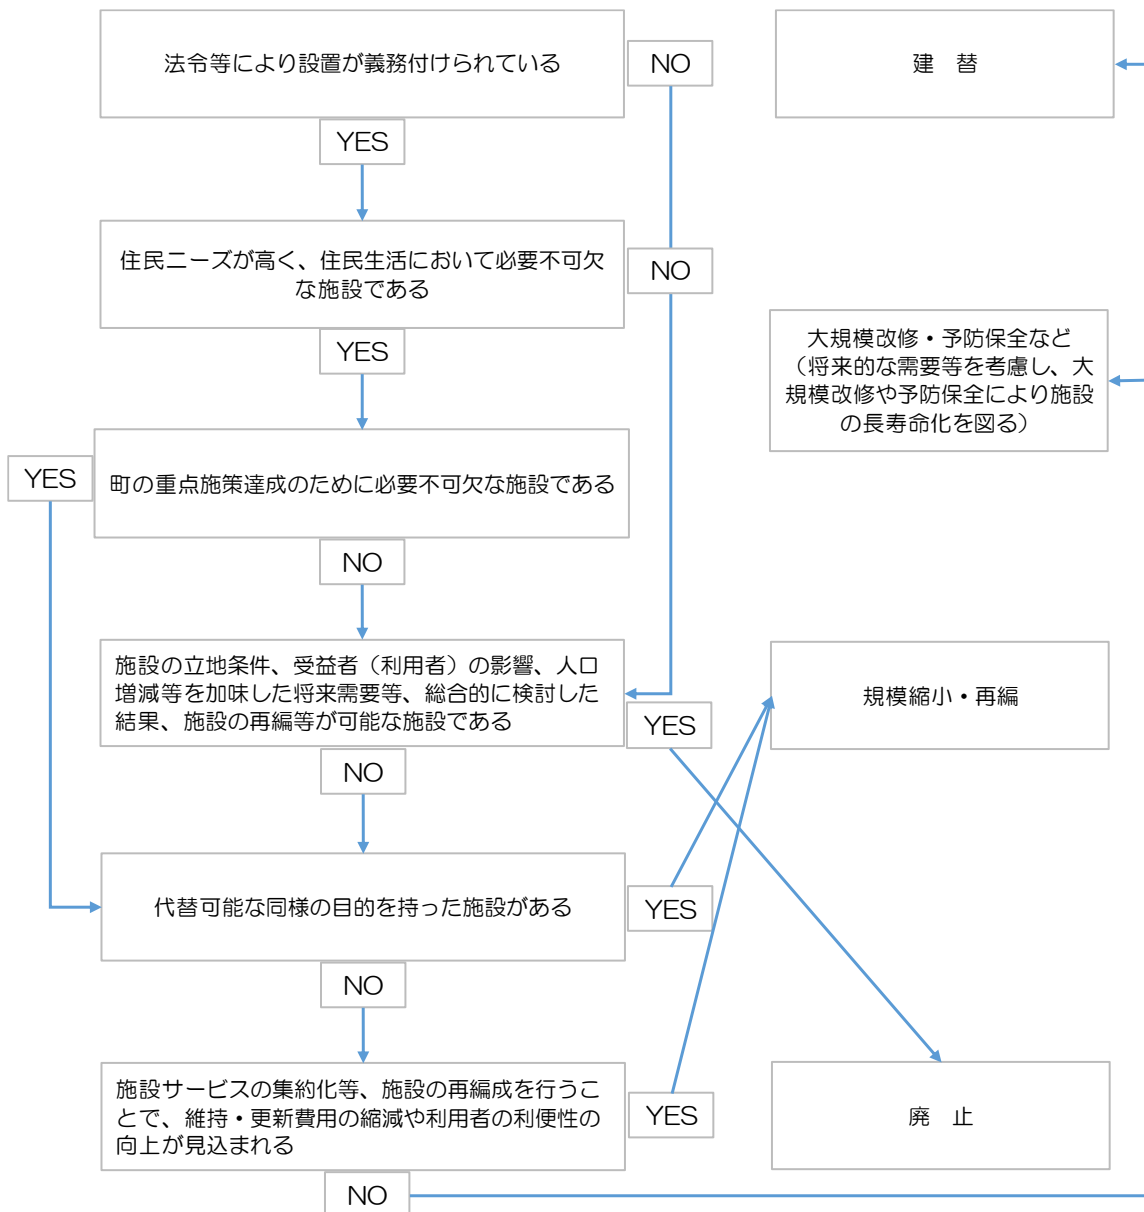 法令等により設置が義務付けられている
NO
建　替
YES
住民ニーズが高く、住民生活において必要不可欠
な施設である
NO
YES
大規模改修・予防保全など
（将来的な需要等を考慮し、大
規模改修や予防保全により施設
の長寿命化を図る）
YES
町の重点施策達成のために必要不可欠な施設である
NO
施設の立地条件、受益者（利用者）の影響、人口
増減等を加味した将来需要等、総合的に検討した
結果、施設の再編等が可能な施設である
YES
規模縮小・再編
NO
代替可能な同様の目的を持った施設がある
YES
NO
施設サービスの集約化等、施設の再編成を行うこ
とで、維持・更新費用の縮減や利用者の利便性の
向上が見込まれる
YES
廃　止
NO